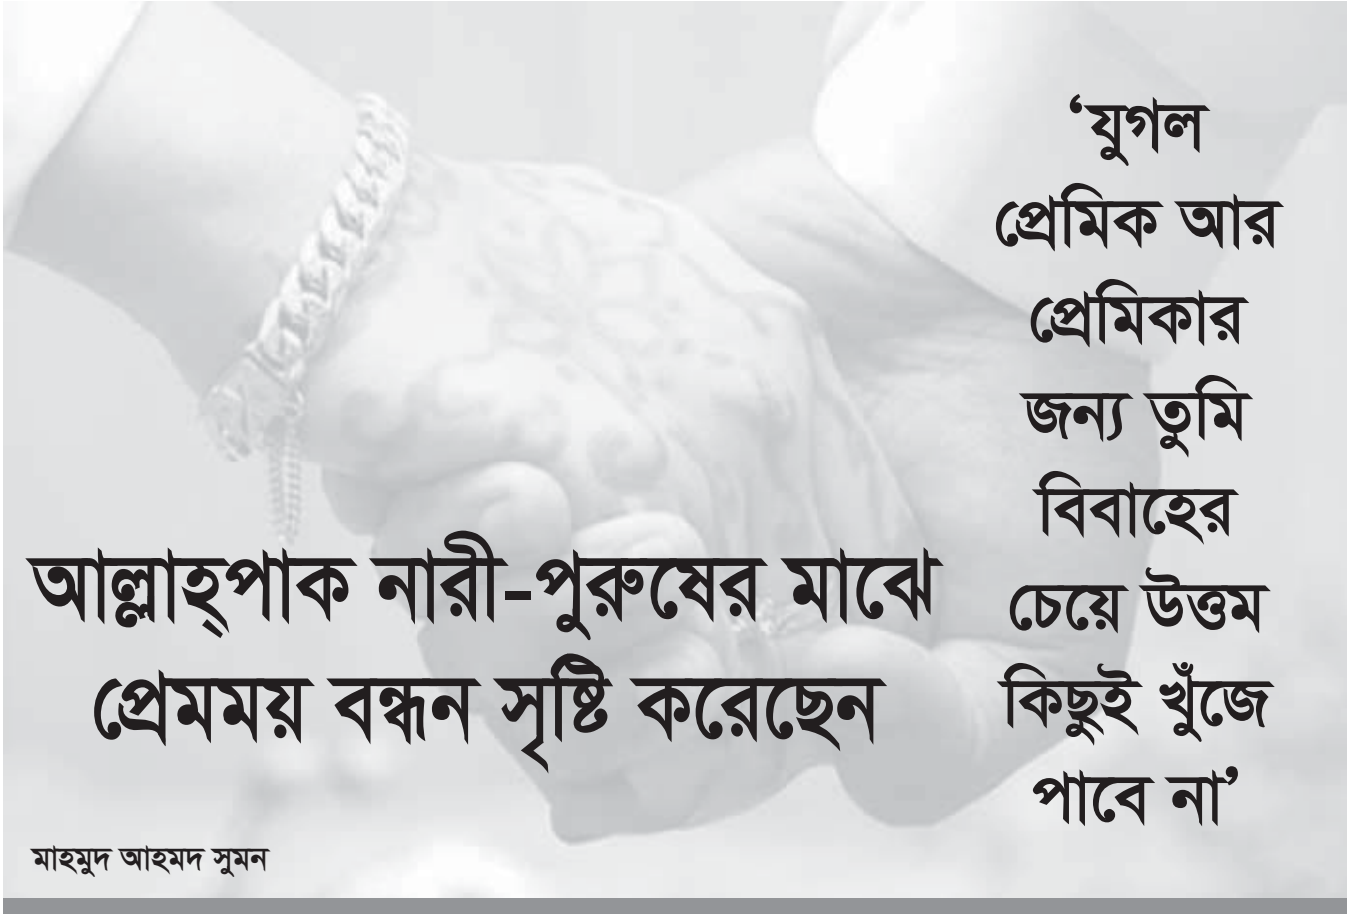 ‘যুগল
প্রেমিক আর
প্রেমিকার
জন্য তুমি
বিবাহের
চেয়ে উত্তম
কিছুই খুঁজে
পাবে না’
আল্লাহ্‌পাক নারী-পুরুষের মাঝে
প্রেমময় বন্ধন সৃষ্টি করেছেন
মাহমুদ আহমদ সুমন